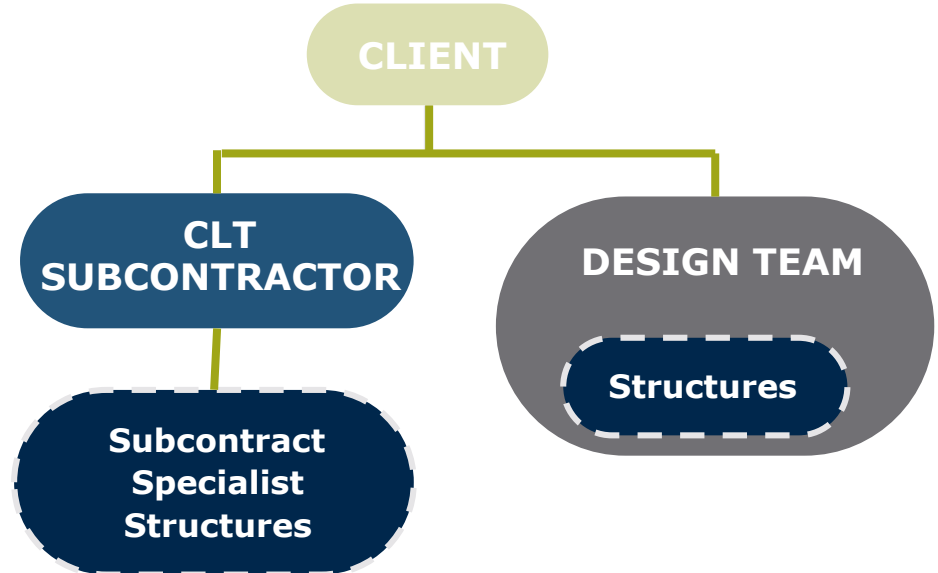 CLIENT
CLT
SUBCONTRACTOR
DESIGN TEAM
Structures
Subcontract
Specialist
Structures